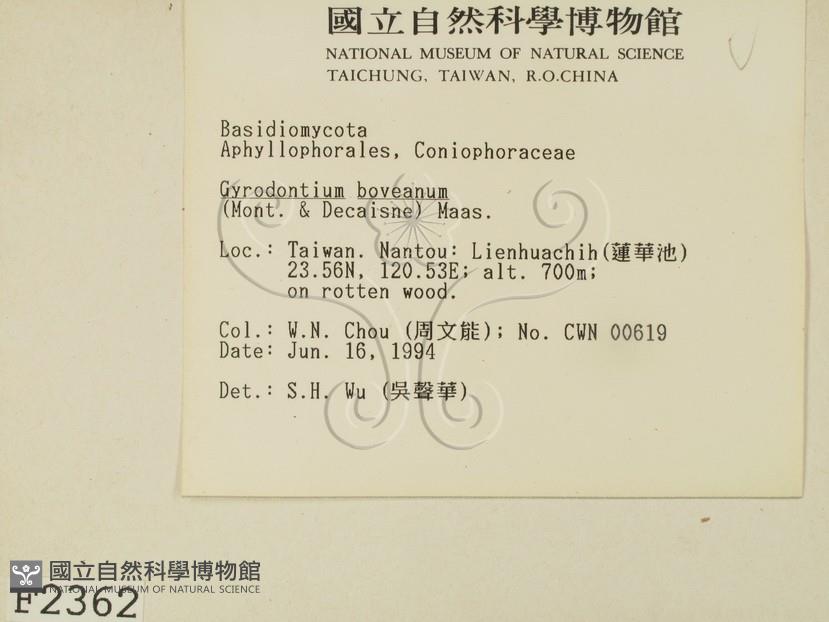 國立自然科學博物館
NATIONAL MUSEUM OF NATURAL SCIENCE
TAICHUNG, TAIWAN, R.O.CHINA
Basidiomycota
Aphyllophorales, Coniophoraceae
Gyrodontium boveanum
(Mont. & Decaisne) Maas.
Loc.: Taiwan. Nantou: Lienhuachih(蓮華池)
23.56N, 120.53E; alt. 700m;
on rotten wood.
Col.: W.N. Chou (周文能); No. CWN 00619
Date: Jun. 16, 1994
Det.: S.H. Wu (吳聲華)
國立自然科學博物館
NATIONAL MUSEUM OF NATURAL SCIENCE
F2362